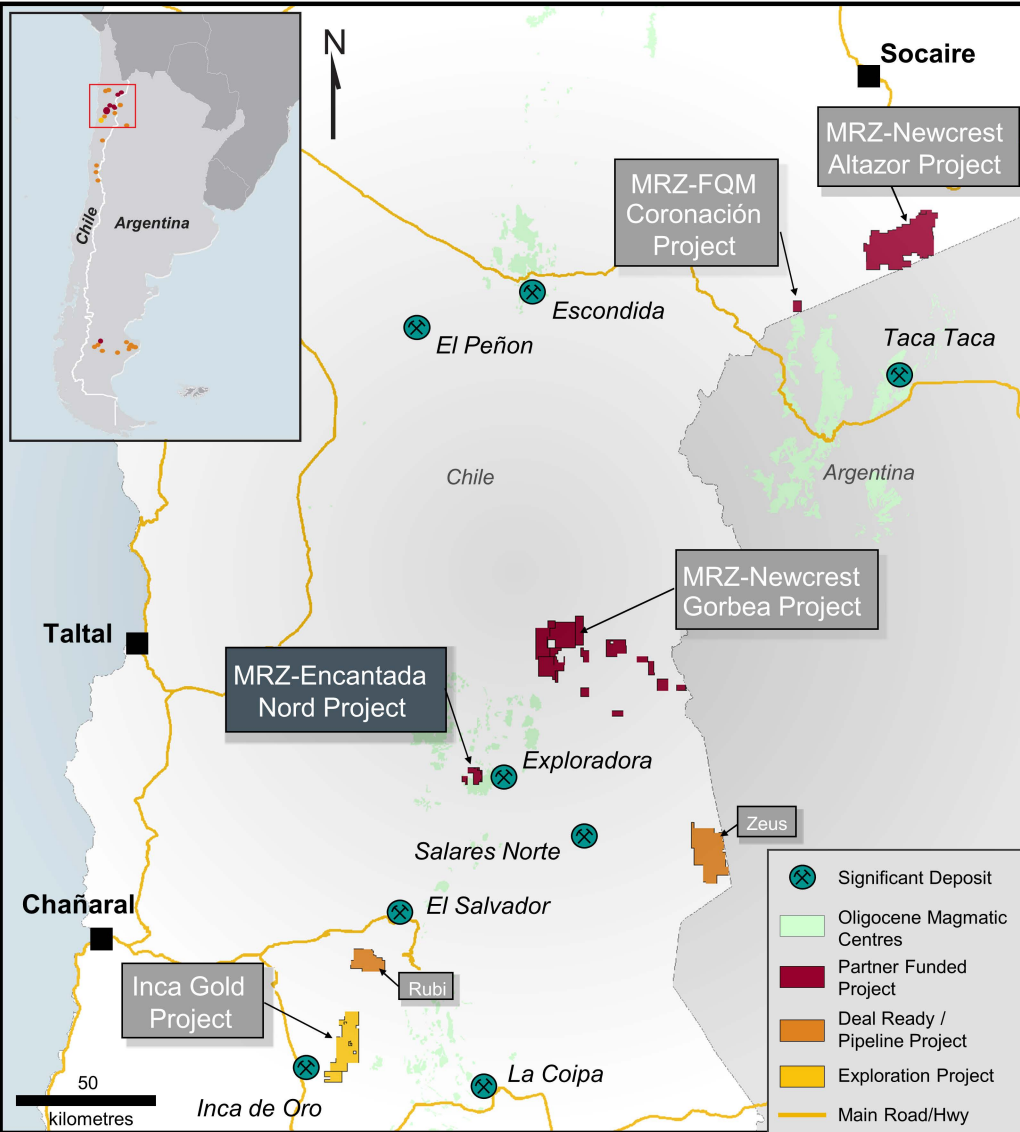 N
Socaire
MRZ-Newcrest
Altazor Project
MRZ-FQM
Coronación
Project
Chile
Argentina
Escondida
El Peñon
Taca Taca
Chile
Argentina
MRZ-Newcrest
Gorbea Project
Taltal
MRZ-Encantada
Nord Project
Exploradora
Zeus
Salares Norte
Chañaral
El Salvador
Rubi
Inca Gold
Project
La Coipa
Inca de Oro
50
kilometres
Significant Deposit
Oligocene Magmatic
Centres
Partner Funded
Project
Deal Ready /
Pipeline Project
Exploration Project
Main Road/Hwy